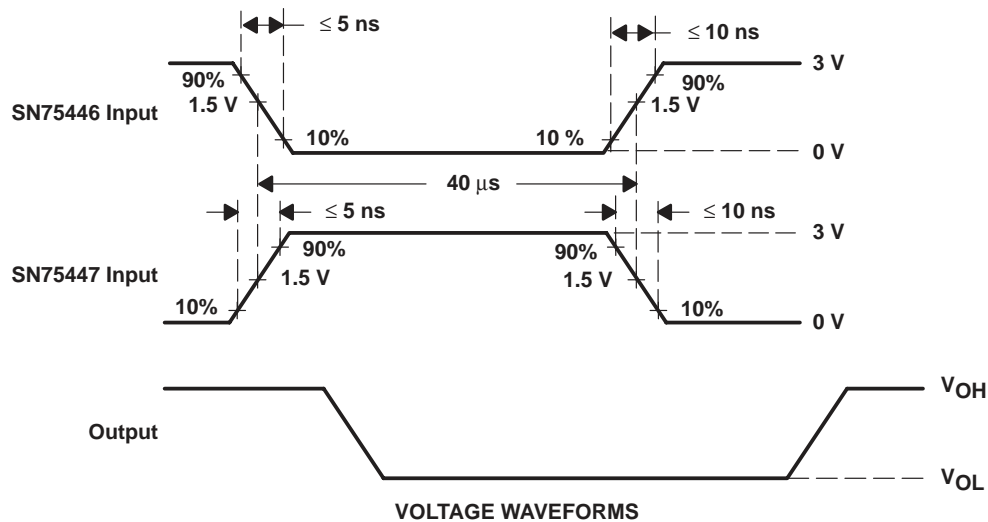 ≤ 5 ns
≤ 10 ns
3 V
90%
90%
1.5 V
1.5 V
SN75446 Input
10%
10 %
0 V
40 μs
≤ 5 ns
≤ 10 ns
3 V
90%
90%
SN75447 Input
1.5 V
1.5 V
10%
10%
0 V
VOH
Output
VOL
VOLTAGE WAVEFORMS